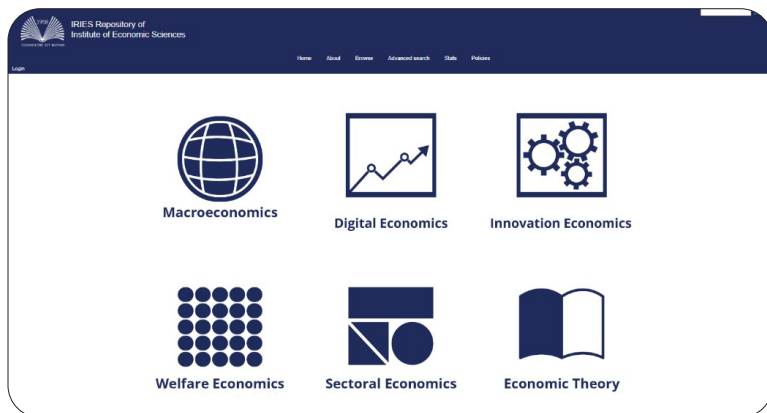 IRIES Repository of
Institute of Economic Sciences
Home About Browse Advanced search Stats Policies
Login
Macroeconomics
Digital Economics
Innovation Economics
Welfare Economics
Sectoral Economics
Economic Theory